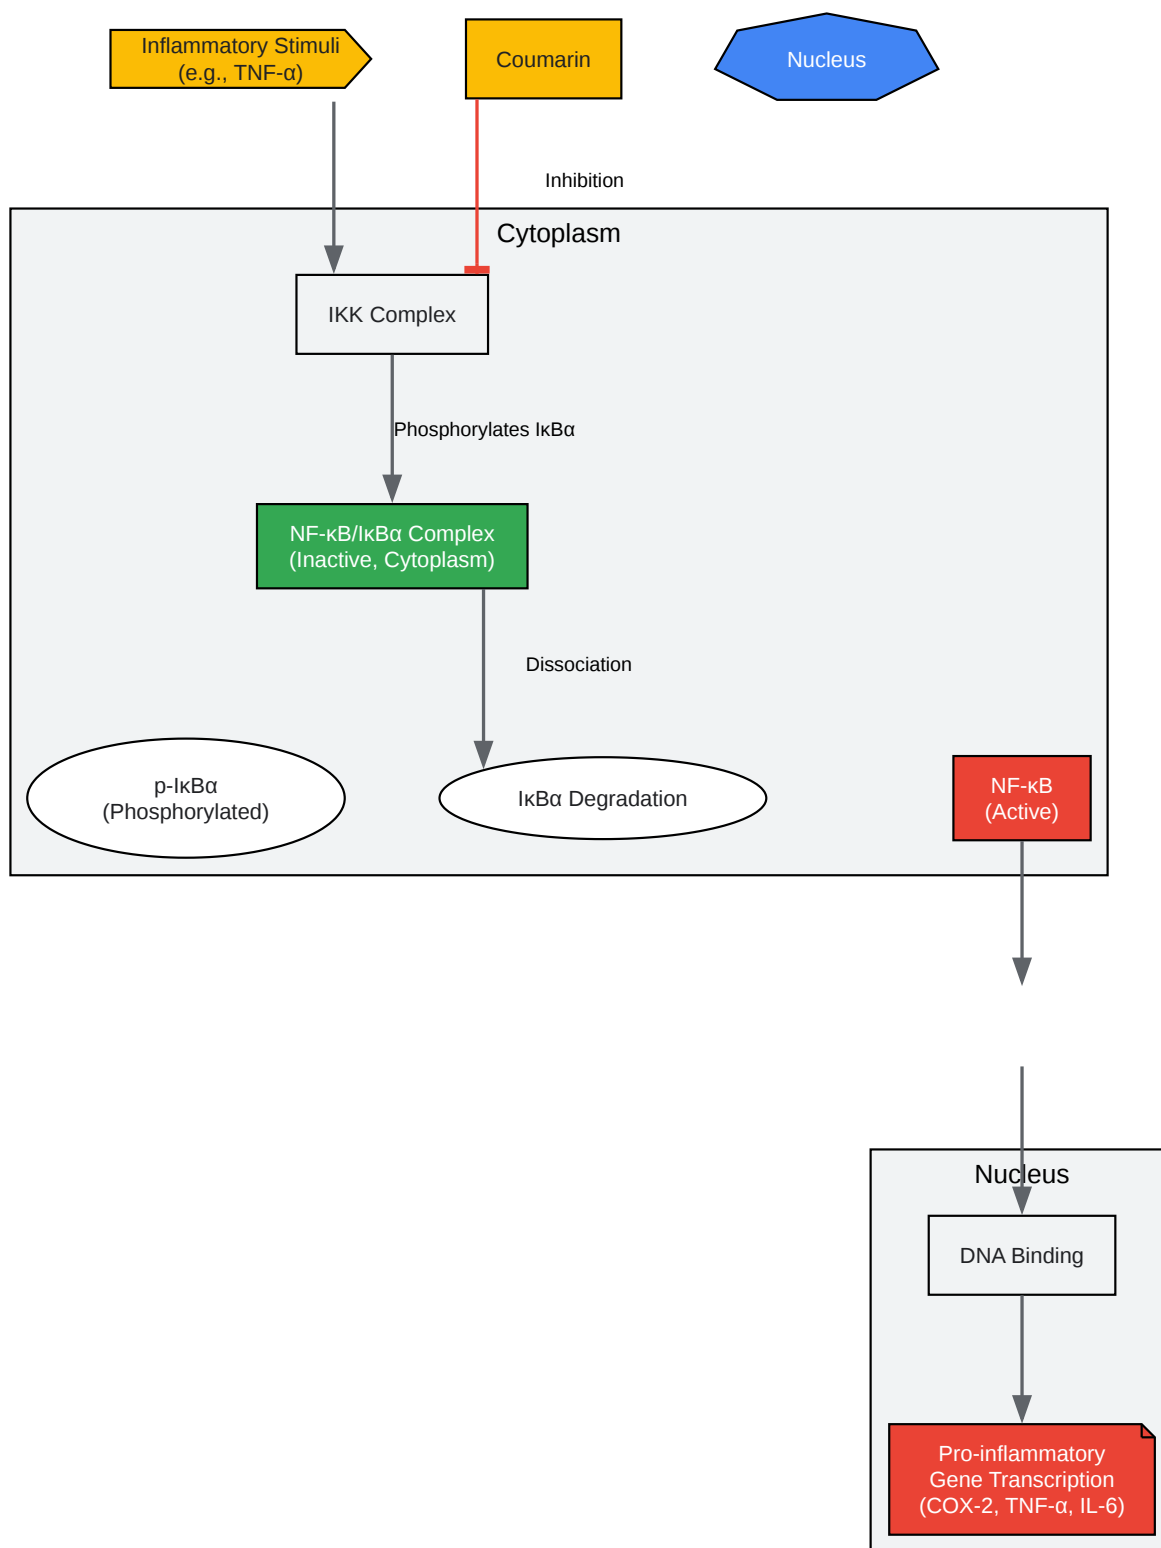 Inflammatory Stimuli
(e.g., TNF-α)
Coumarin
Nucleus
Inhibition
Cytoplasm
IKK Complex
Phosphorylates IκBα
NF-κB/IκBα Complex
(Inactive, Cytoplasm)
Dissociation
p-IκBα
(Phosphorylated)
IκBα Degradation
NF-κB
(Active)
Nucleus
DNA Binding
Pro-inflammatory
Gene Transcription
(COX-2, TNF-α, IL-6)